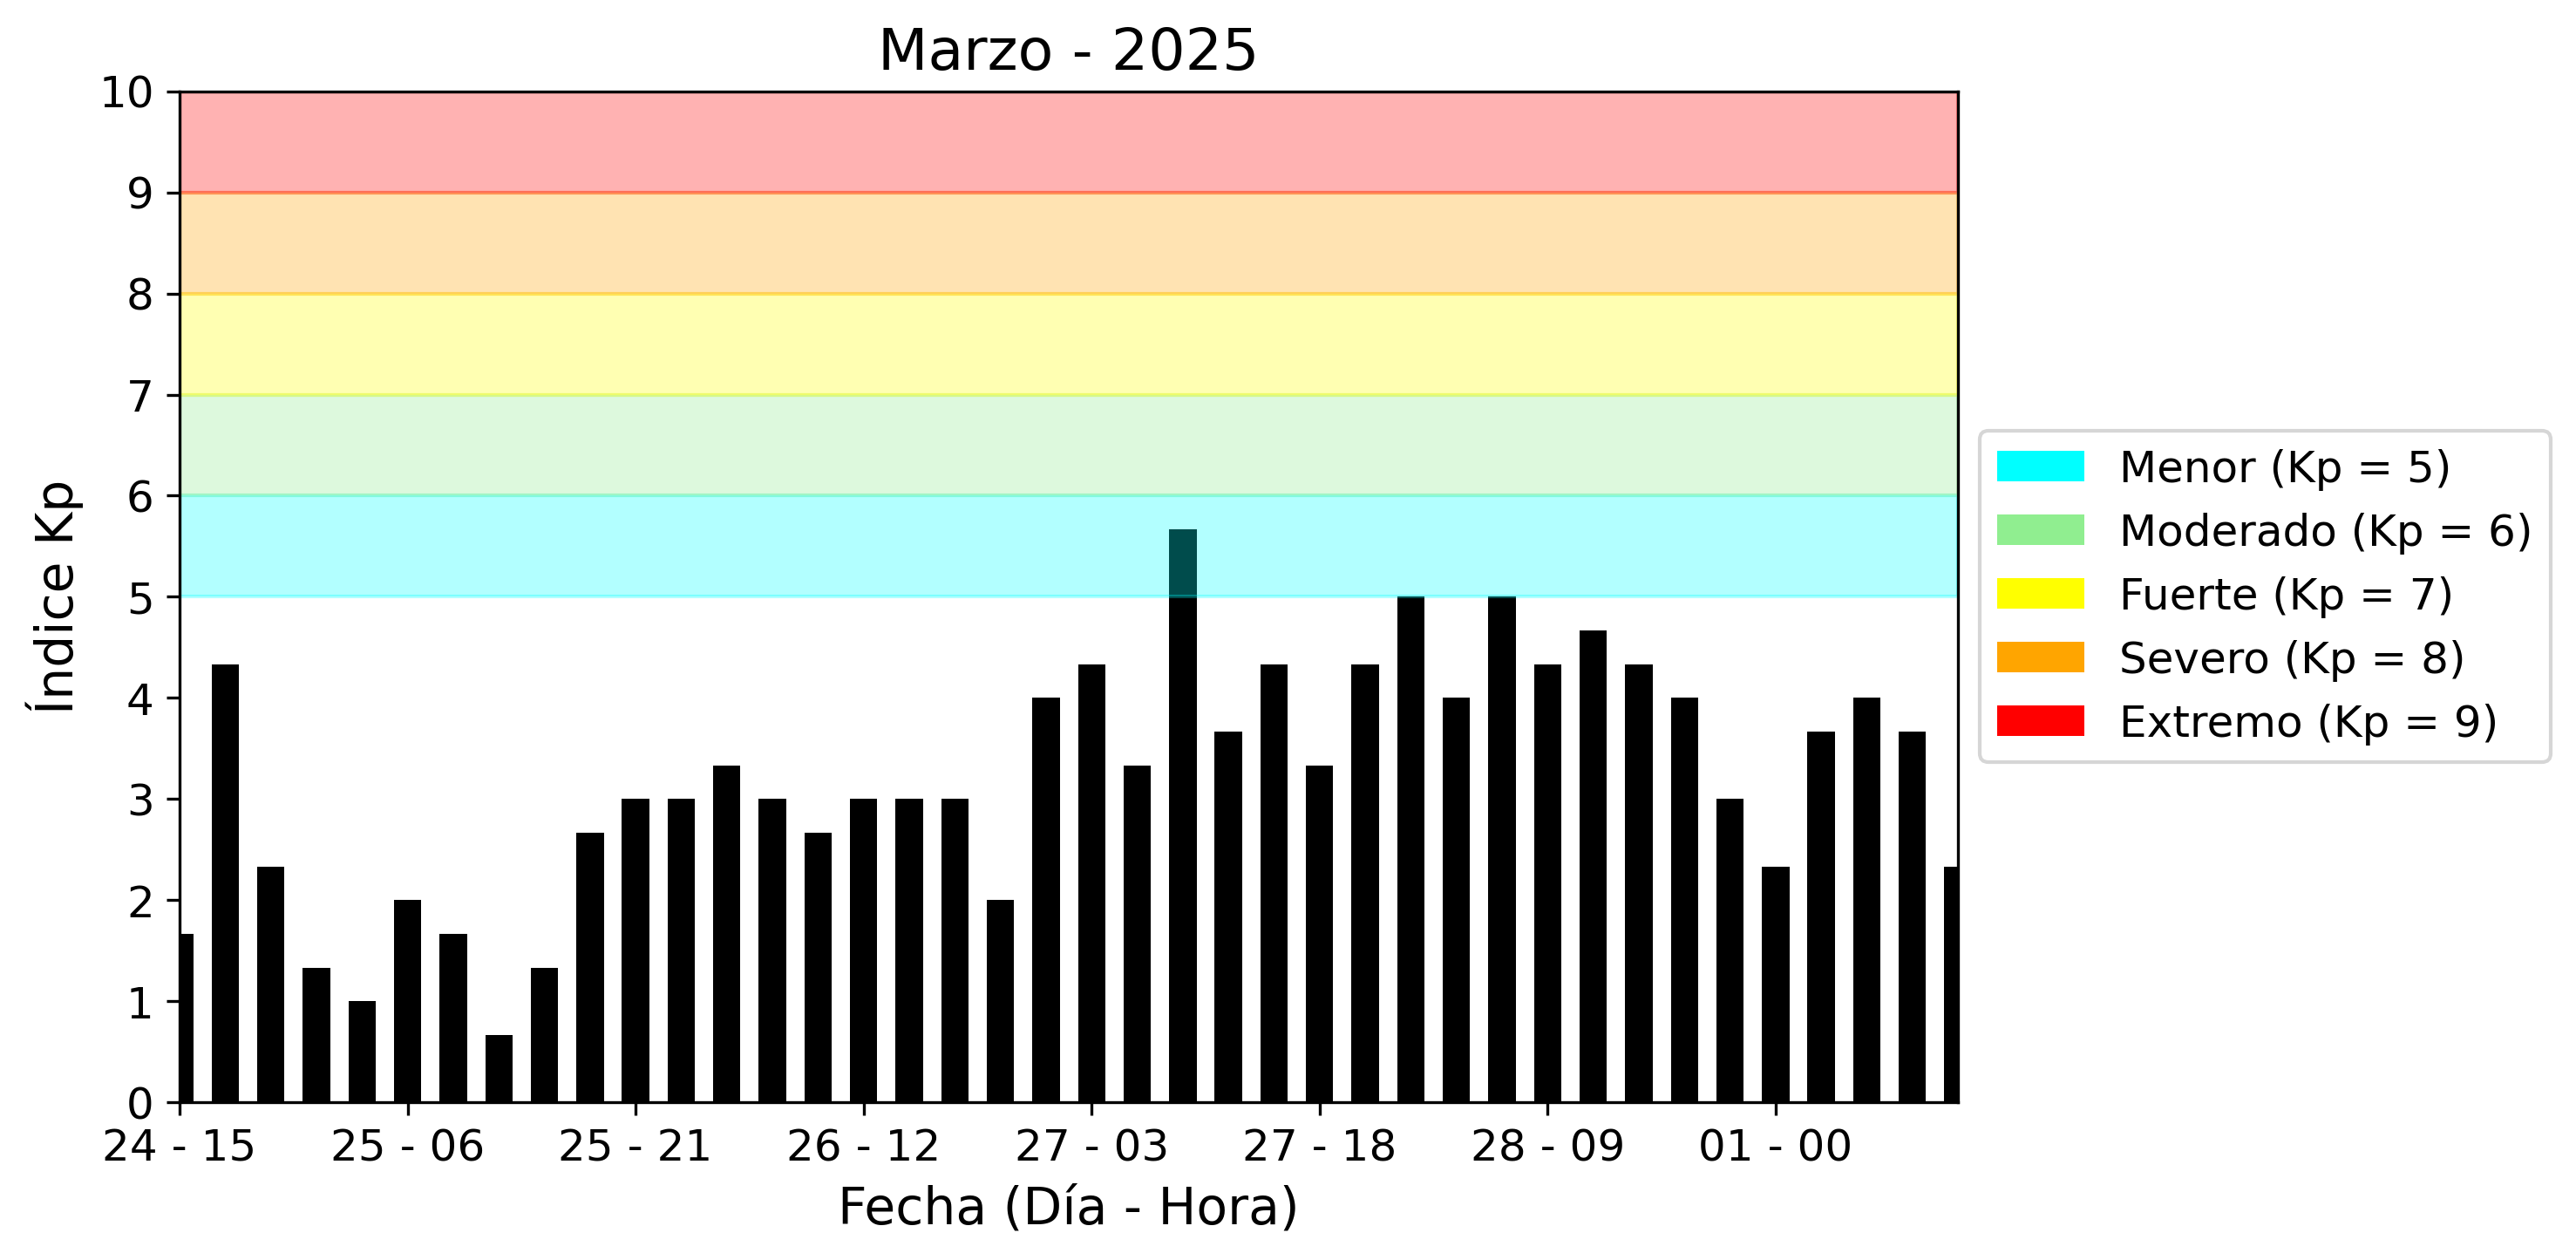 Marzo - 2025
10
9
8
7
6
5
4
3
2
1
0
Índice Kp
24 - 15
25 - 06
25 - 21
26 - 12
27 - 03
27 - 18
28 - 09
01 - 00
Fecha (Día - Hora)
Menor (Kp = 5)
Moderado (Kp = 6)
Fuerte (Kp = 7)
Severo (Kp = 8)
Extremo (Kp = 9)